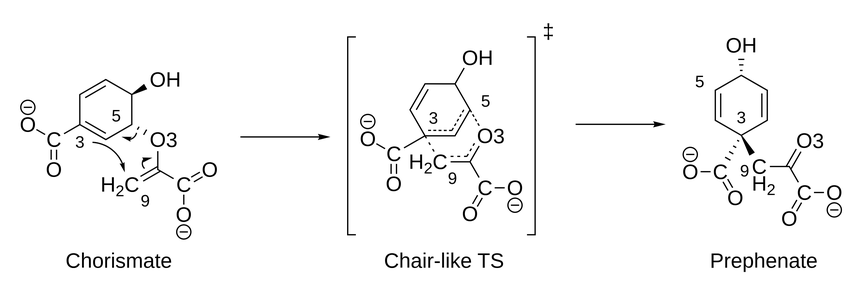 OH
5
3
O3
H2C
9
C
O
O
O
O
⊖
⊖
Chorismate
‡
OH
5
3
O3
H2C
9
C
O
O
C
O
O
⊖
⊖
Chair-like TS
OH
5
3
O3
9
C
H2
C
O
O
C
O
O
⊖
⊖
Prephenate